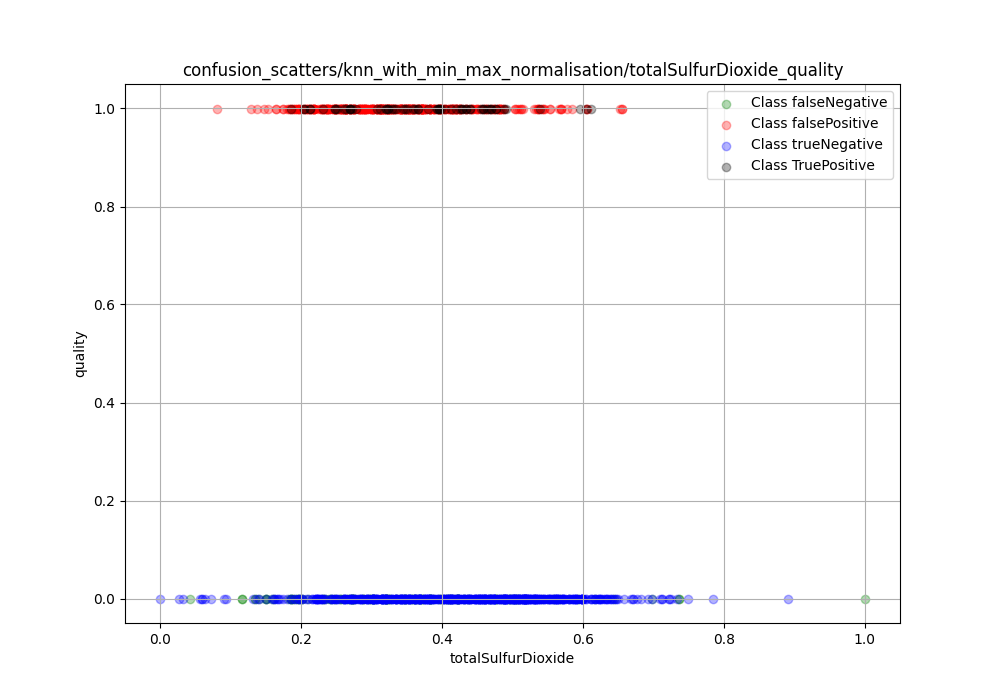 confusion_scatters/knn_with_min_max_normalisation/totalSulfurDioxide_quality
Class falseNegative
Class falsePositive
Class trueNegative
Class TruePositive
1.0
0.8
0.6
0.4
0.2
0.0
quality
0.0 0.2 0.4 0.6 0.8 1.0
totalSulfurDioxide